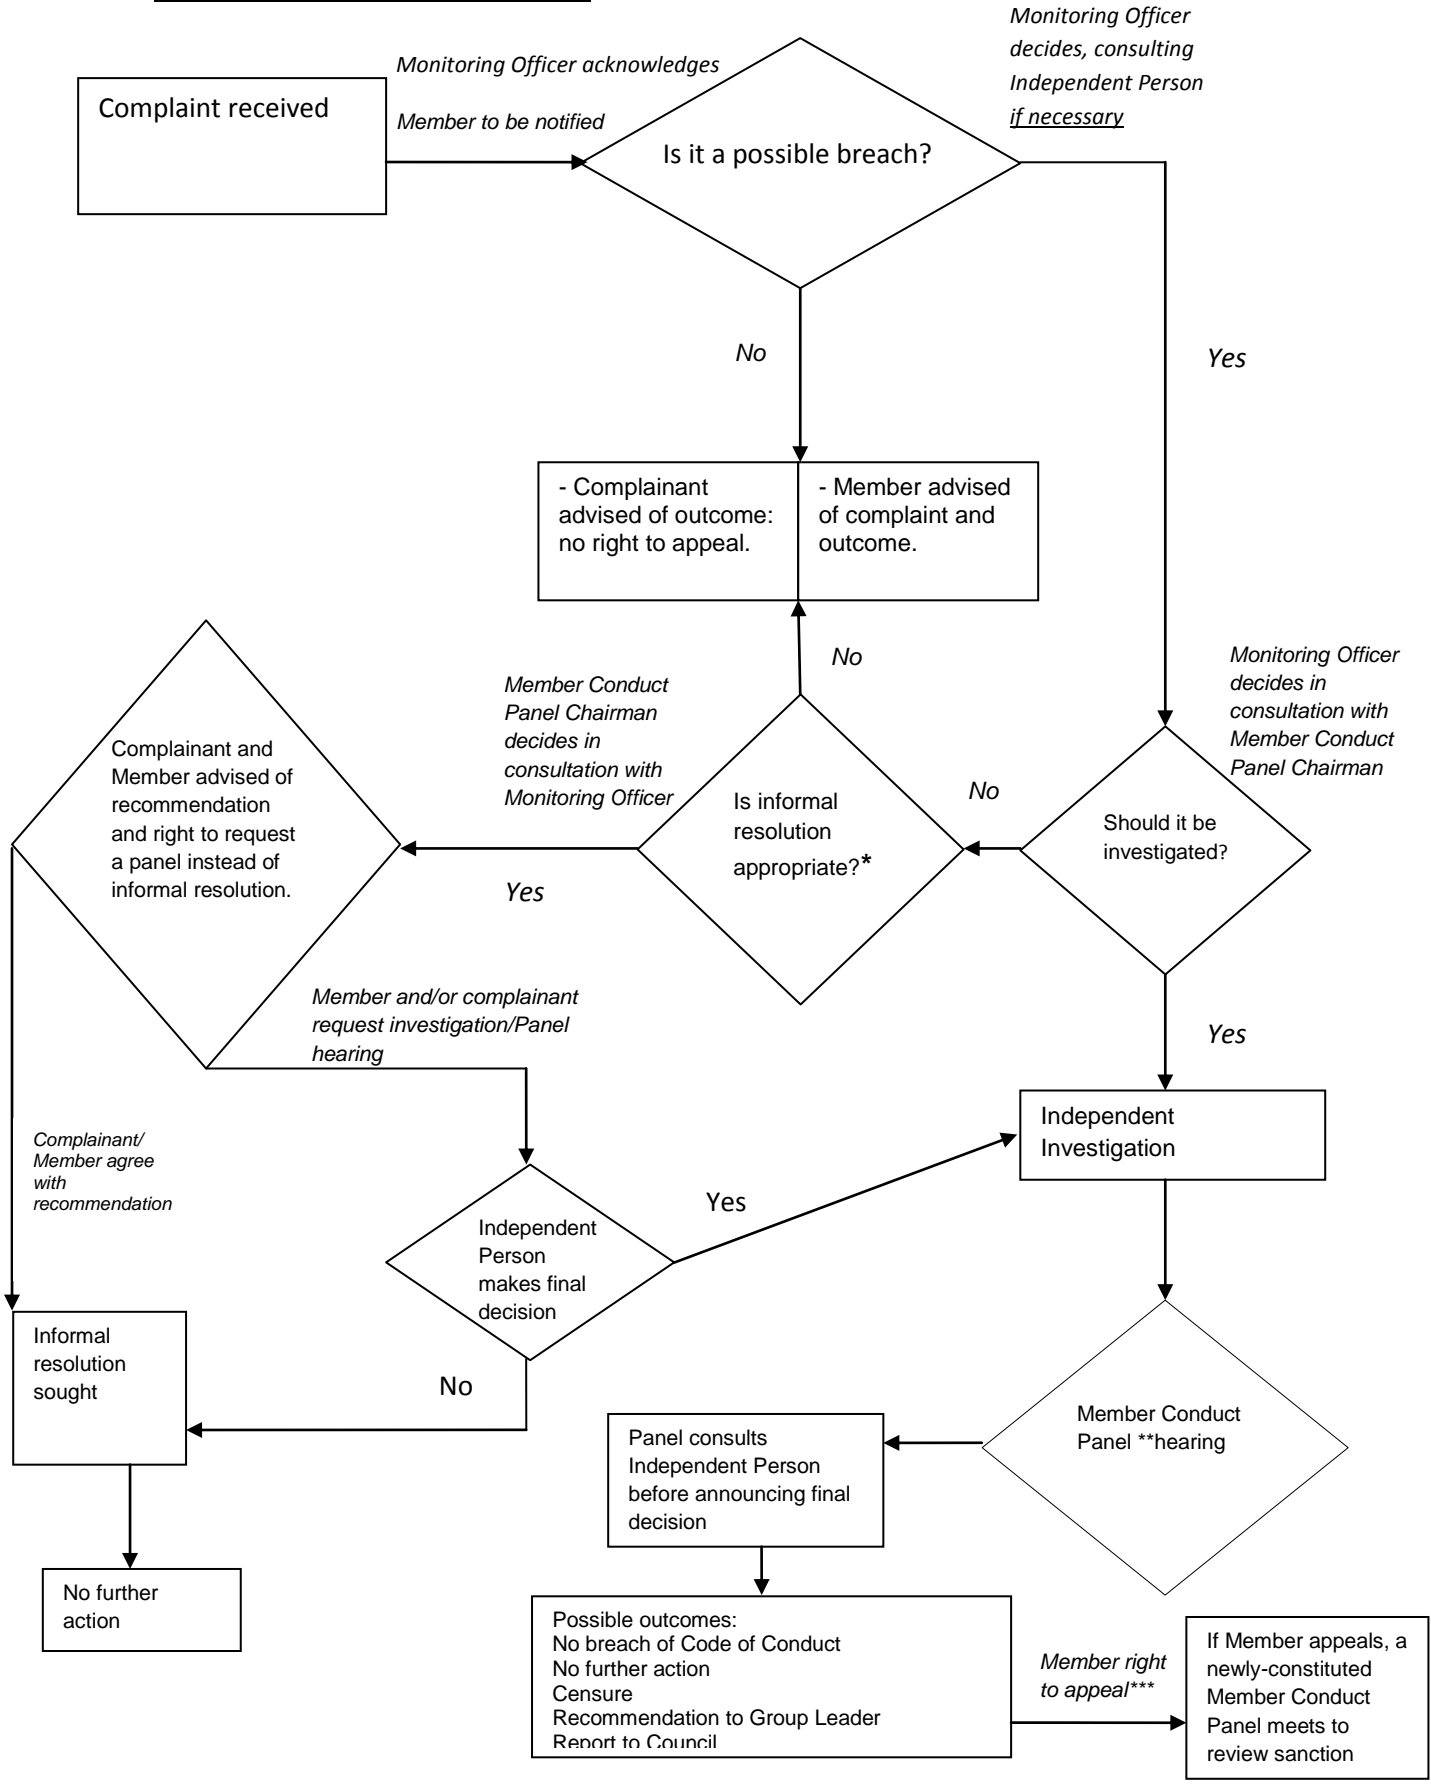 Monitoring Officer
decides, consulting
Independent Person
if necessary
Monitoring Officer acknowledges
Member to be notified
Complaint received
Is it a possible breach?
No
Yes
- Complainant
advised of outcome:
no right to appeal.
- Member advised
of complaint and
outcome.
No
Monitoring Officer
decides in
consultation with
Member Conduct
Panel Chairman
Member Conduct
Panel Chairman
decides in
consultation with
Monitoring Officer
Complainant and
Member advised of
recommendation
and right to request
a panel instead of
informal resolution.
Is informal
resolution
appropriate?*
No
Should it be
investigated?
Yes
Member and/or complainant
request investigation/Panel
hearing
Yes
Independent
Investigation
Complainant/
Member agree
with
recommendation
Yes
Independent
Person
makes final
decision
Informal
resolution
sought
No
Member Conduct
Panel **hearing
Panel consults
Independent Person
before announcing final
decision
No further
action
Possible outcomes:
No breach of Code of Conduct
No further action
Censure
Recommendation to Group Leader
Report to Council
Member right
to appeal***
If Member appeals, a
newly-constituted
Member Conduct
Panel meets to
review sanction